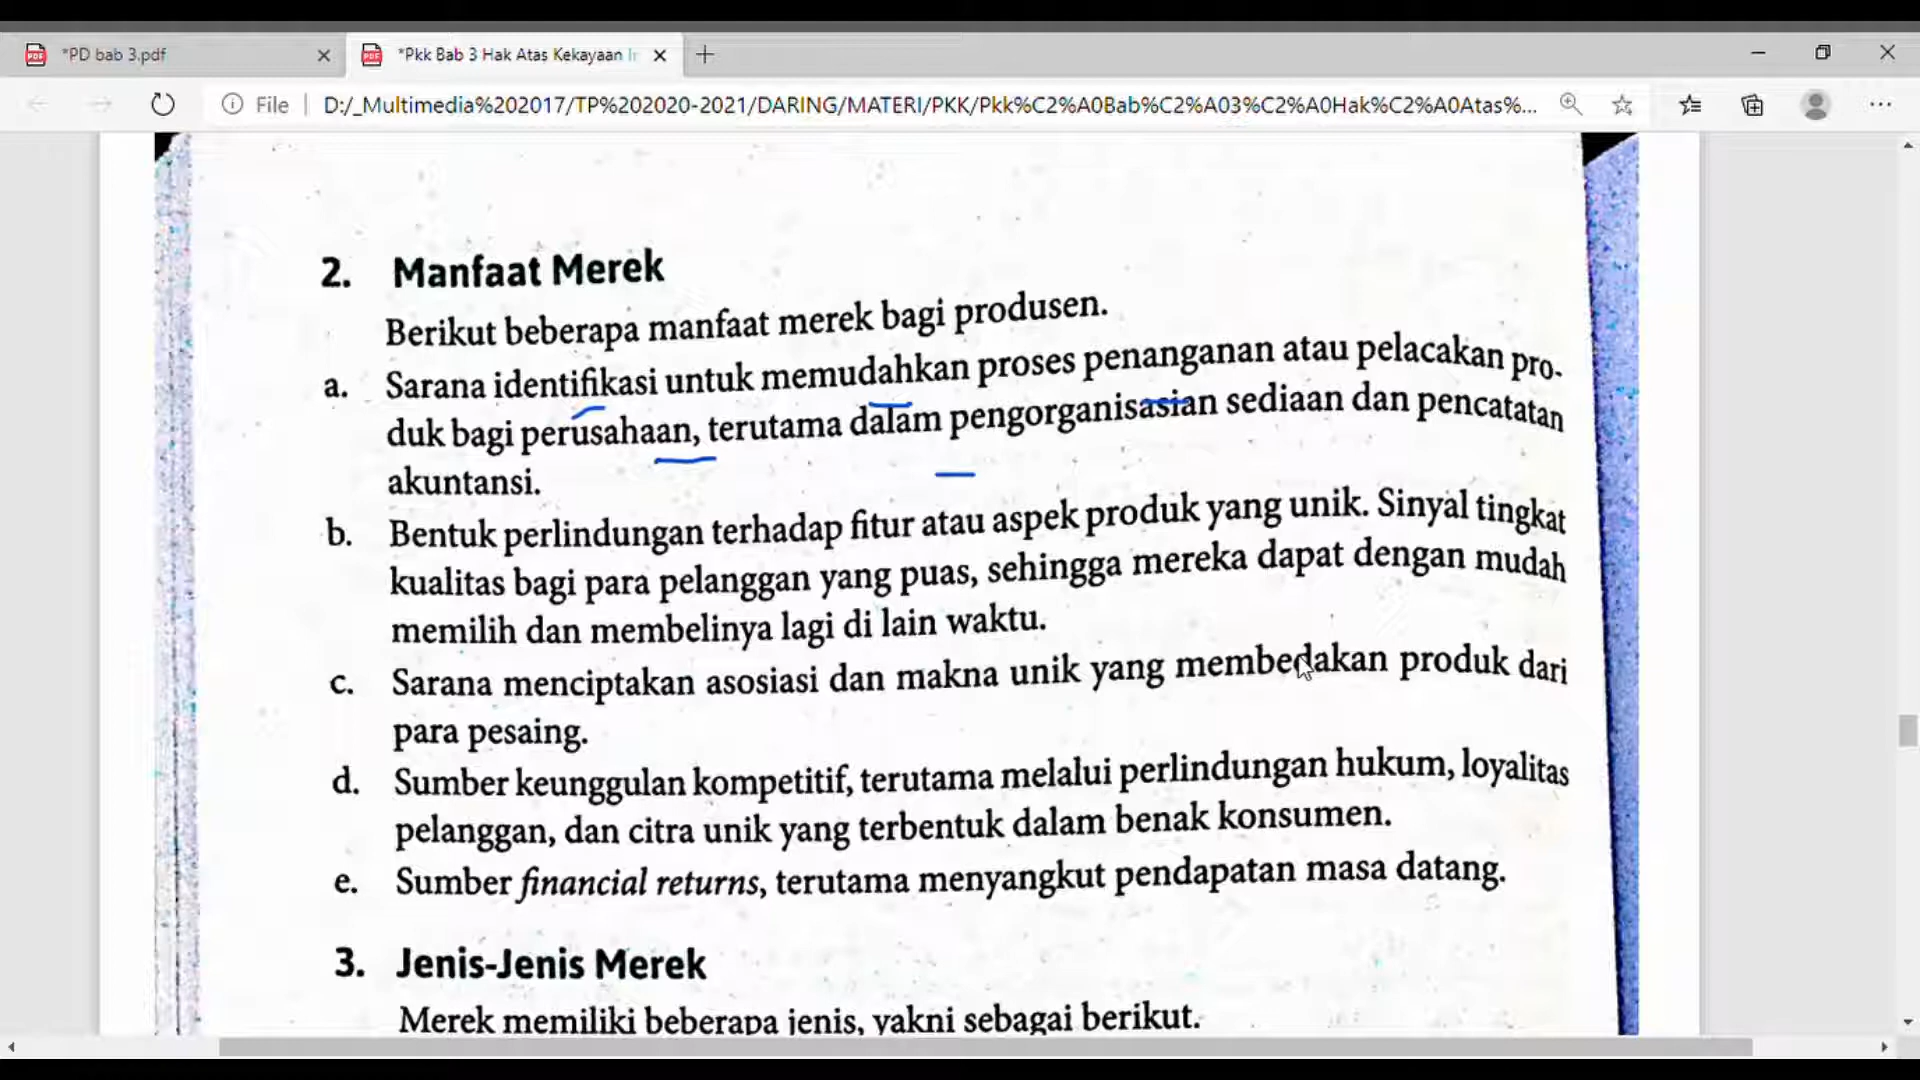 *PD bab 3.pdf
*Pkk Bab 3 Hak Atas Kekayaan
File
D:/_Multimedia%202017/TP%202020-2021/DARING/MATERI/PKK/Pkk%C2%A0Bab%C2%A03%C2%A0Hak%C2%A0Atas%...
2. Manfaat Merek
Berikut beberapa manfaat merek bagi produsen.
a. Sarana identifikasi untuk memudahkan proses penanganan atau pelacakan pro-
duk bagi perusahaan, terutama dalam pengorganisasian sediaan dan pencatatan
akuntansi.
b. Bentuk perlindungan terhadap fitur atau aspek produk yang unik. Sinyal tingkat
kualitas bagi para pelanggan yang puas, sehingga mereka dapat dengan mudah
memilih dan membelinya lagi di lain waktu.
c. Sarana menciptakan asosiasi dan makna unik yang membedakan produk dari
para pesaing.
d. Sumber keunggulan kompetitif, terutama melalui perlindungan hukum, loyalitas
pelanggan, dan citra unik yang terbentuk dalam benak konsumen.
e. Sumber financial returns, terutama menyangkut pendapatan masa datang.
3. Jenis-Jenis Merek
Merek memiliki beberapa jenis, yakni sebagai berikut.